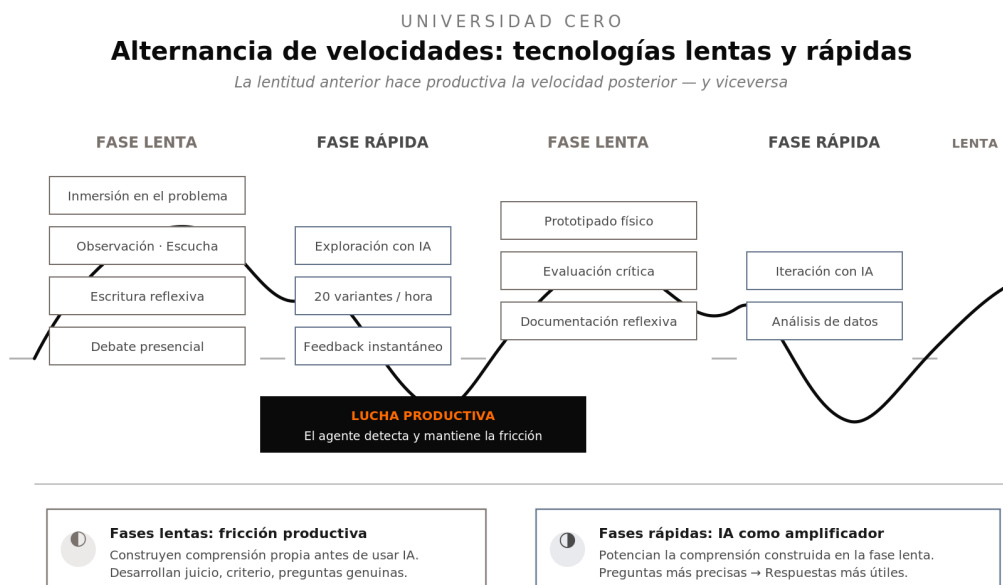 UNIVERSIDAD CERO
Alternancia de velocidades: tecnologías lentas y rápidas
La lentitud anterior hace productiva la velocidad posterior — y viceversa
FASE LENTA
FASE RÁPIDA
FASE LENTA
FASE RÁPIDA
LENTA
Inmersión en el problema
Observación · Escucha
Escritura reflexiva
Debate presencial
Exploración con IA
20 variantes / hora
Feedback instantáneo
Prototipado físico
Evaluación crítica
Documentación reflexiva
Iteración con IA
Análisis de datos
LUCHA PRODUCTIVA
El agente detecta y mantiene la fricción
Fases lentas: fricción productiva
Construyen comprensión propia antes de usar IA.
Desarrollan juicio, criterio, preguntas genuinas.
Fases rápidas: IA como amplificador
Potencian la comprensión construida en la fase lenta.
Preguntas más precisas → Respuestas más útiles.